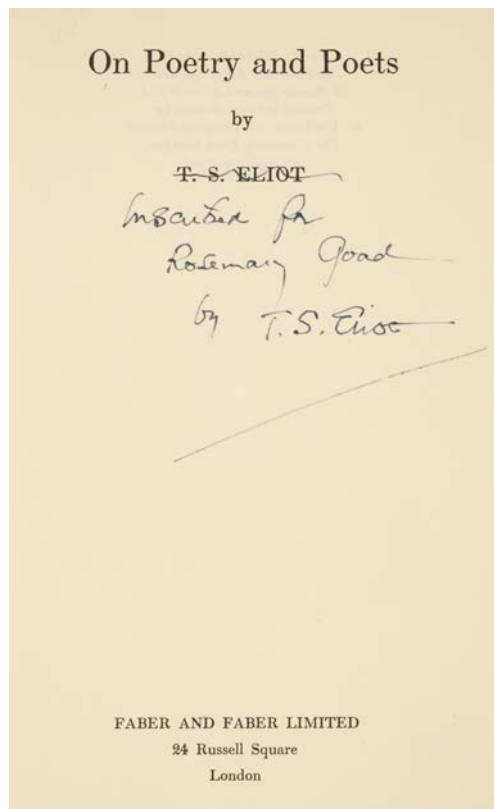 On Poetry and Poets
by
T. S. ELIOT
Inscribed for
Rosemary Goad
by T. S. Eliot
FABER AND FABER LIMITED
24 Russell Square
London